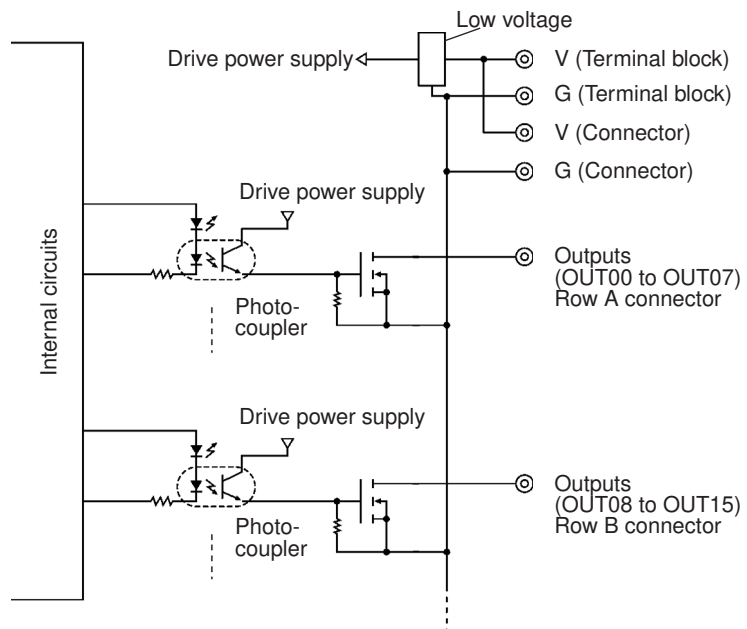 Low voltage
Drive power supply
V (Terminal block)
G (Terminal block)
V (Connector)
G (Connector)
Internal circuits
Drive power supply
Outputs
(OUT00 to OUT07)
Row A connector
Photo-
coupler
Drive power supply
Outputs
(OUT08 to OUT15)
Row B connector
Photo-
coupler